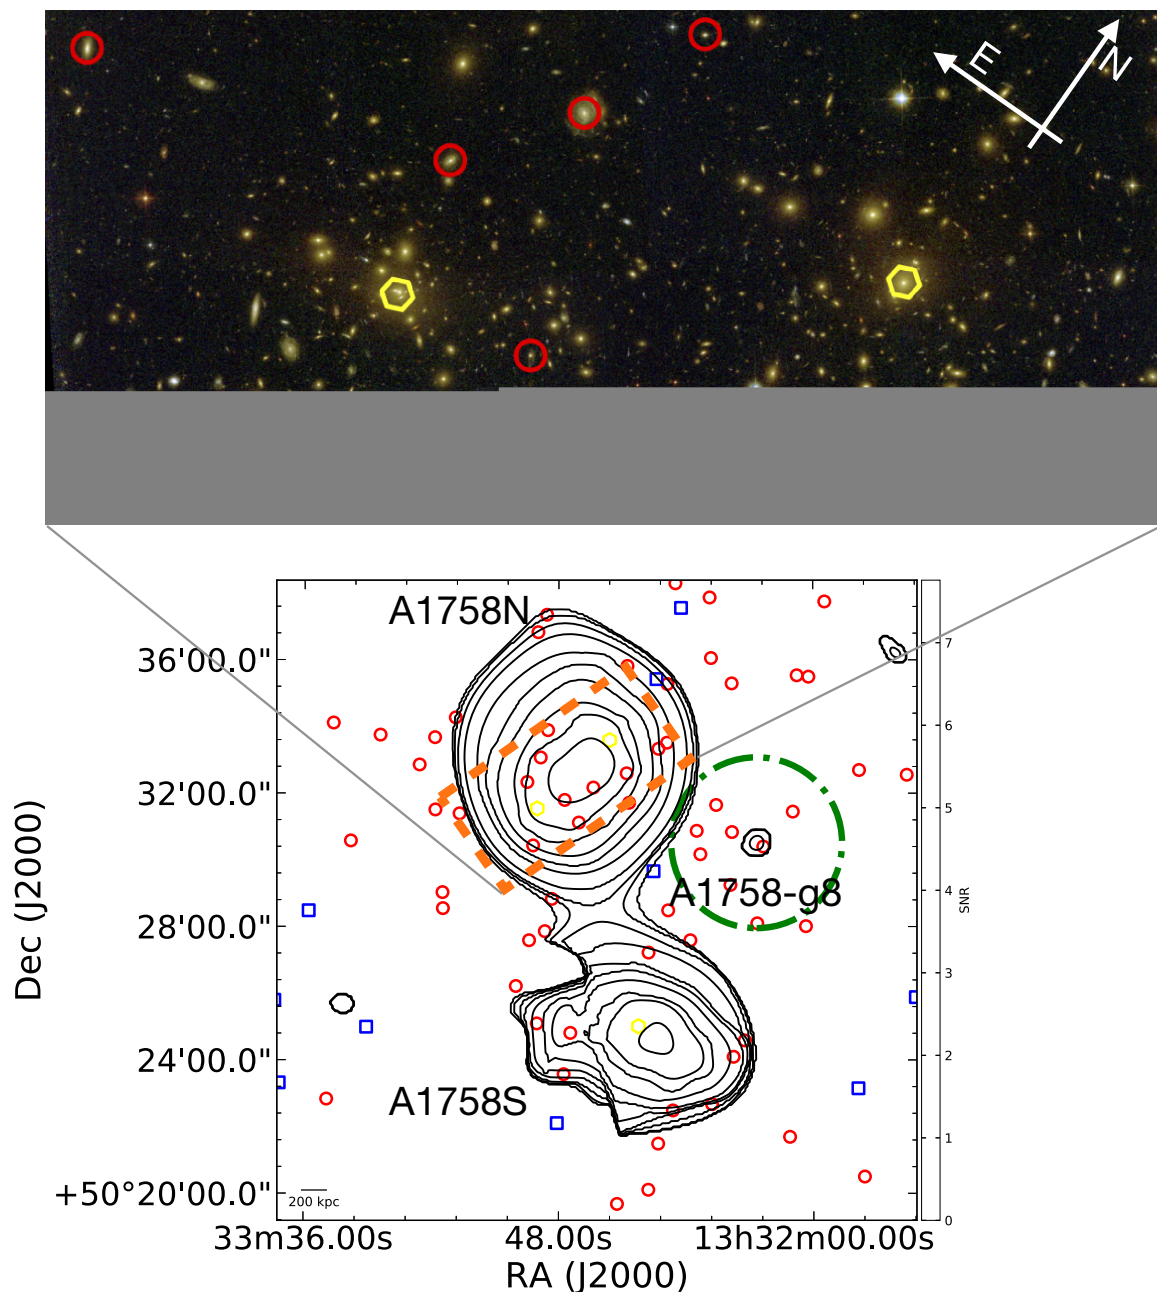 E
N
A1758N
36'00.0"
32'00.0"
28'00.0"
24'00.0"
+50°20'00.0"
Dec (J2000)
A1758-g8
A1758S
200 kpc
33m36.00s
48.00s
13h32m00.00s
RA (J2000)
7
6
5
4
3
2
1
0
SNR